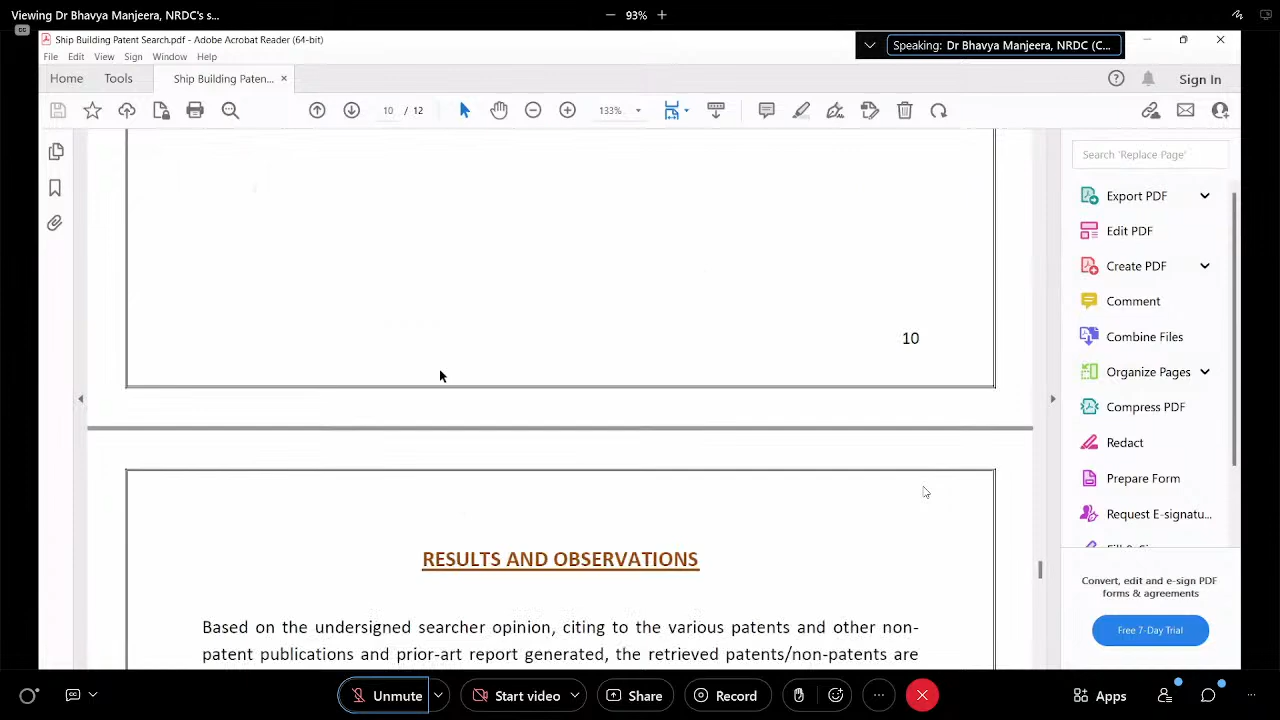 Viewing Dr Bhavya Manjeera, NRDC's s...
93%
Ship Building Patent Search.pdf - Adobe Acrobat Reader (64-bit)
Speaking: Dr Bhavya Manjeera, NRDC (C...
File Edit View Sign Window Help
Home Tools Ship Building Paten... Sign In
10 / 12 133%
Search 'Replace Page'
Export PDF
Edit PDF
Create PDF
Comment
Combine Files
Organize Pages
Compress PDF
Redact
Prepare Form
Request E-signatu...
10
RESULTS AND OBSERVATIONS
Based on the undersigned searcher opinion, citing to the various patents and other non-
patent publications and prior-art report generated, the retrieved patents/non-patents are
Convert, edit and e-sign PDF
forms & agreements
Free 7-Day Trial
Unmute Start video Share Record Apps